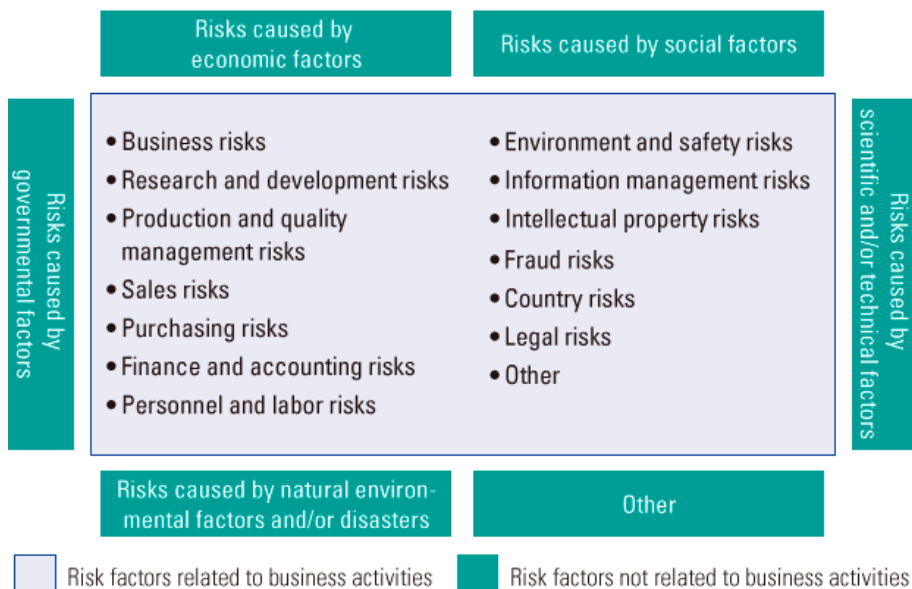 Risks caused by
economic factors
Risks caused by social factors
Risks caused by
governmental factors
• Business risks
• Research and development risks
• Production and quality
management risks
• Sales risks
• Purchasing risks
• Finance and accounting risks
• Personnel and labor risks
• Environment and safety risks
• Information management risks
• Intellectual property risks
• Fraud risks
• Country risks
• Legal risks
• Other
Risks caused by
scientific and/or technical factors
Risks caused by natural environ-
mental factors and/or disasters
Other
Risk factors related to business activities
Risk factors not related to business activities